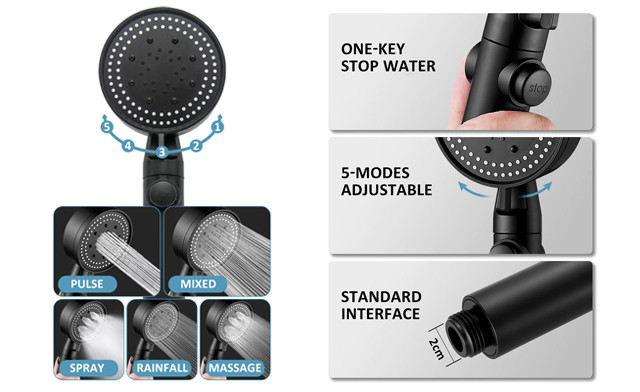 5
4
3
2
1
PULSE
MIXED
SPRAY
RAINFALL
MASSAGE
ONE-KEY
STOP WATER
stop
5-MODES
ADJUSTABLE
STANDARD
INTERFACE
2cm